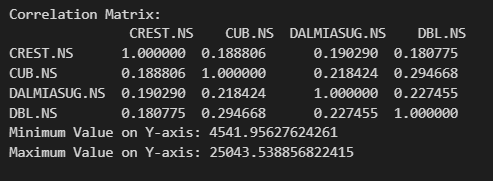 Correlation Matrix:
CREST.NS CUB.NS DALMIASUG.NS DBL.NS
CREST.NS 1.000000 0.188806 0.190290 0.180775
CUB.NS 0.188806 1.000000 0.218424 0.294668
DALMIASUG.NS 0.190290 0.218424 1.000000 0.227455
DBL.NS 0.180775 0.294668 0.227455 1.000000
Minimum Value on Y-axis: 4541.95627624261
Maximum Value on Y-axis: 25043.538856822415